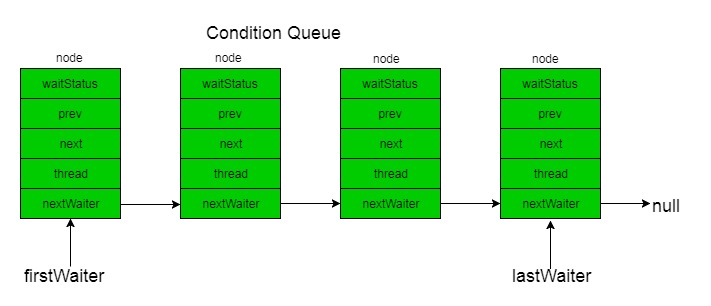 Condition Queue
node node node node
waitStatus waitStatus waitStatus waitStatus
prev prev prev prev
next next next next
thread thread thread thread
nextWaiter nextWaiter nextWaiter nextWaiter null
firstWaiter lastWaiter